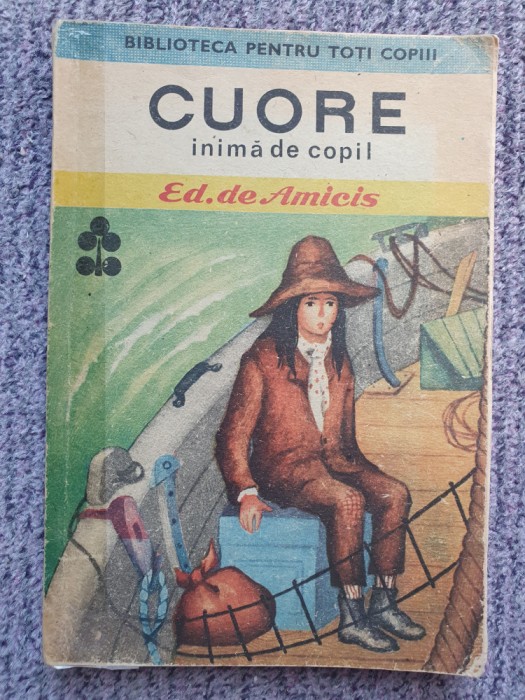 BIBLIOTECA PENTRU TOȚI COPIII
CUORE
inimă de copil
Ed. de Amicis